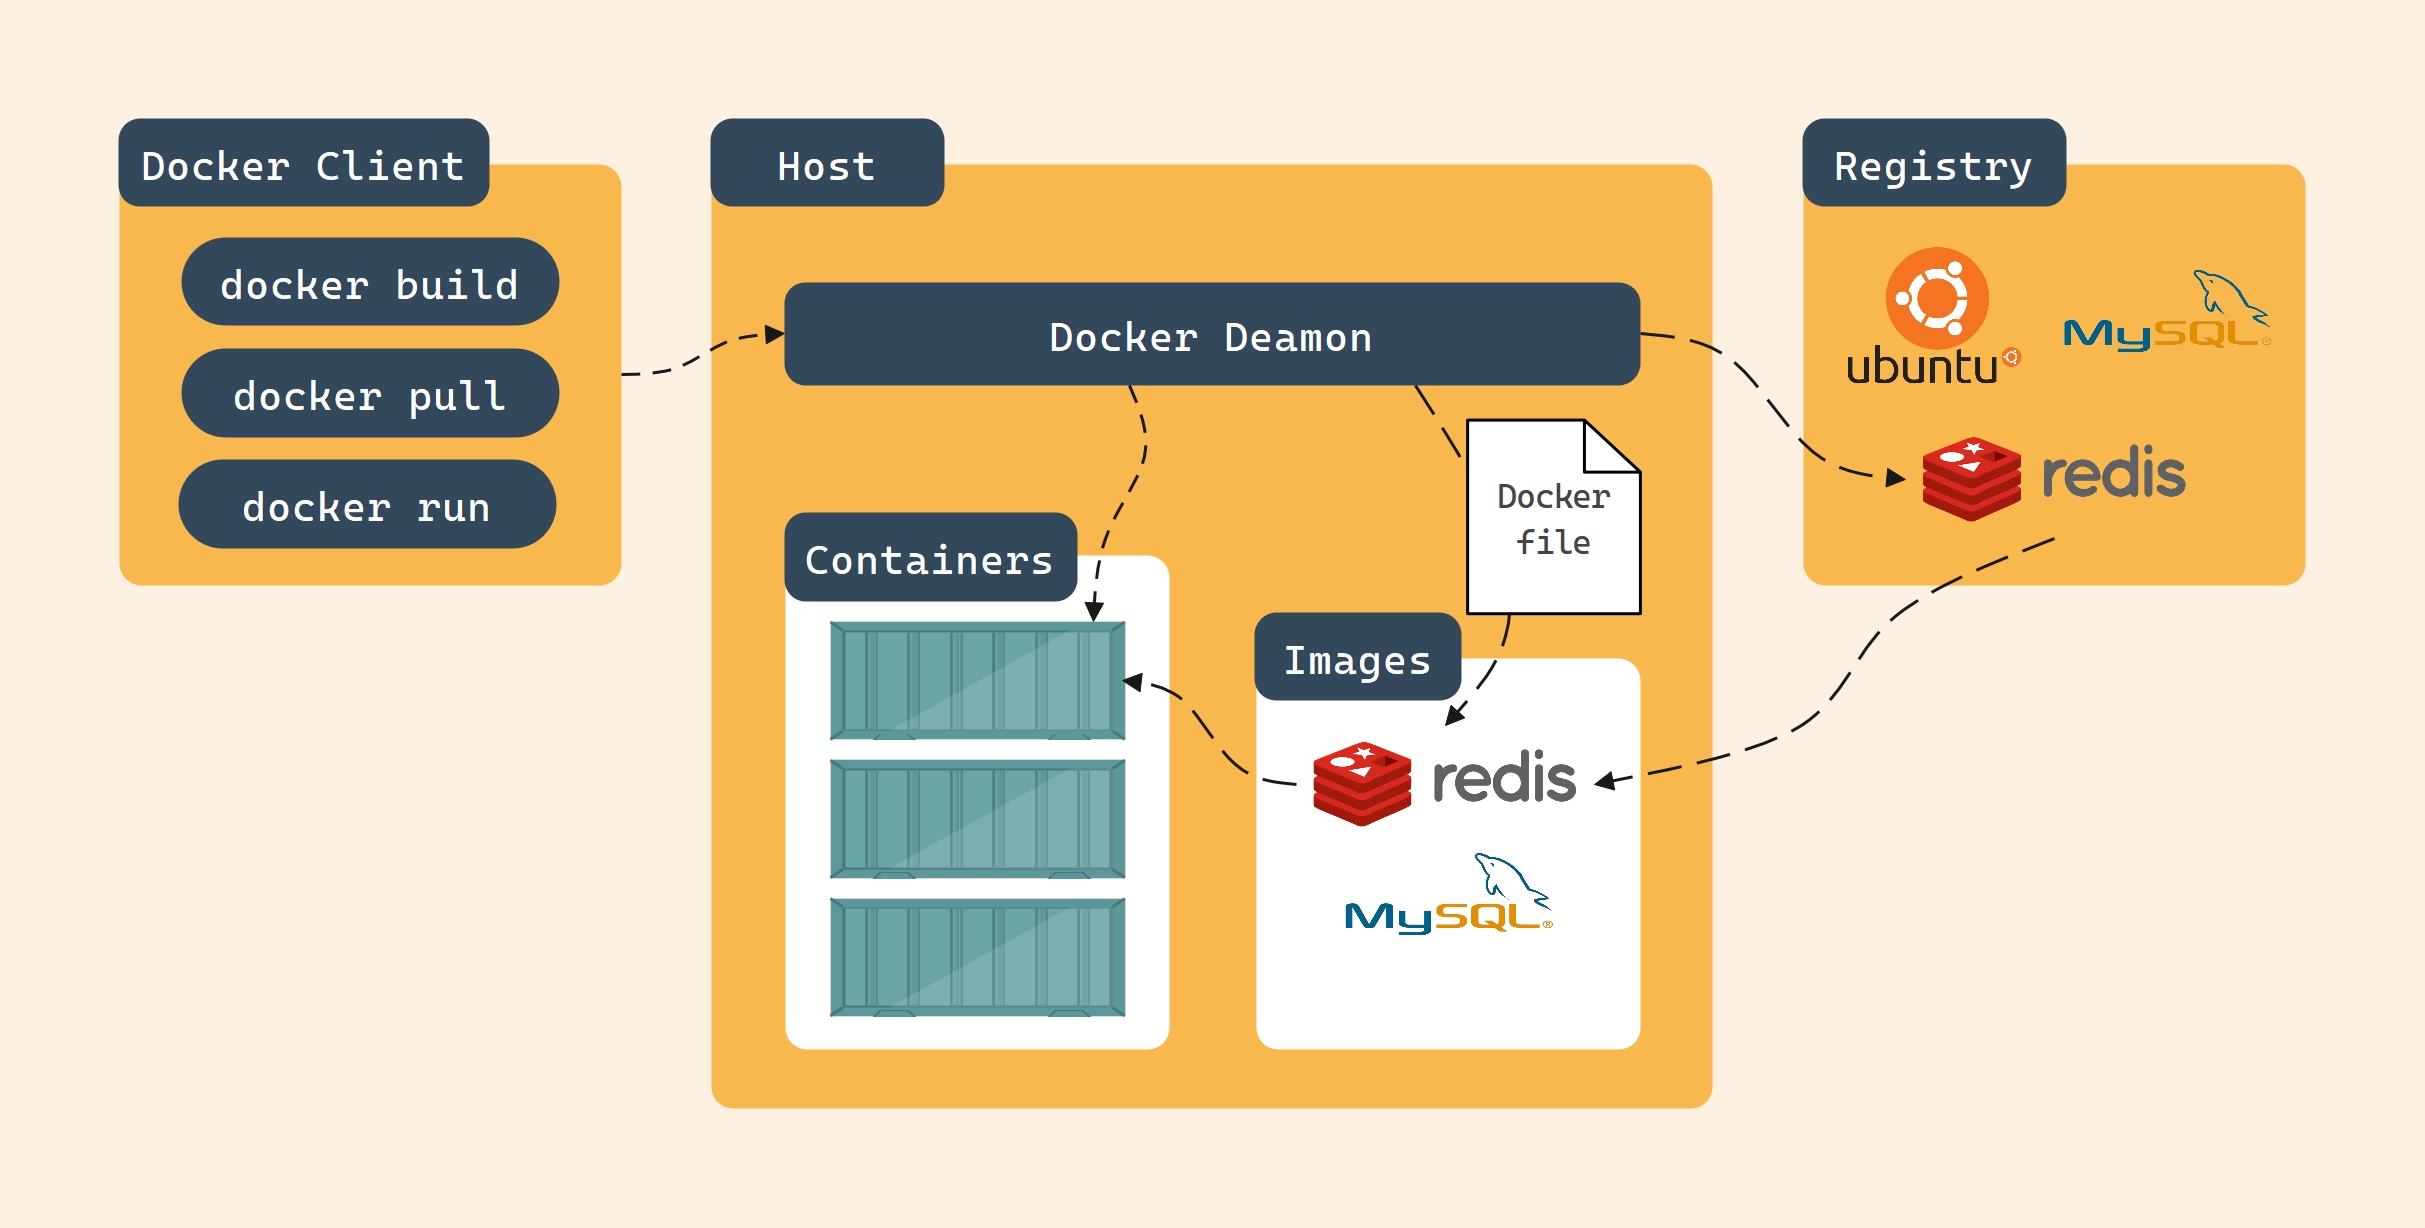 Docker Client
docker build
docker pull
docker run
Host
Docker Deamon
Docker
file
Containers
Images
redis
MySQL®
Registry
ubuntu
MySQL®
redis